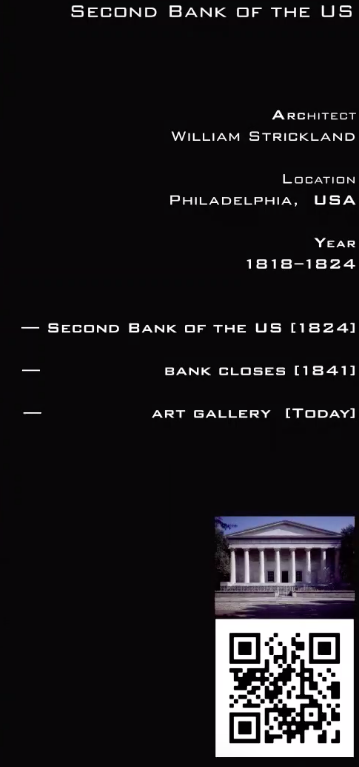 Second Bank of the US
Architect
William Strickland
Location
Philadelphia, USA
Year
1818–1824
— Second Bank of the US [1824]
— bank closes [1841]
— art gallery [Today]